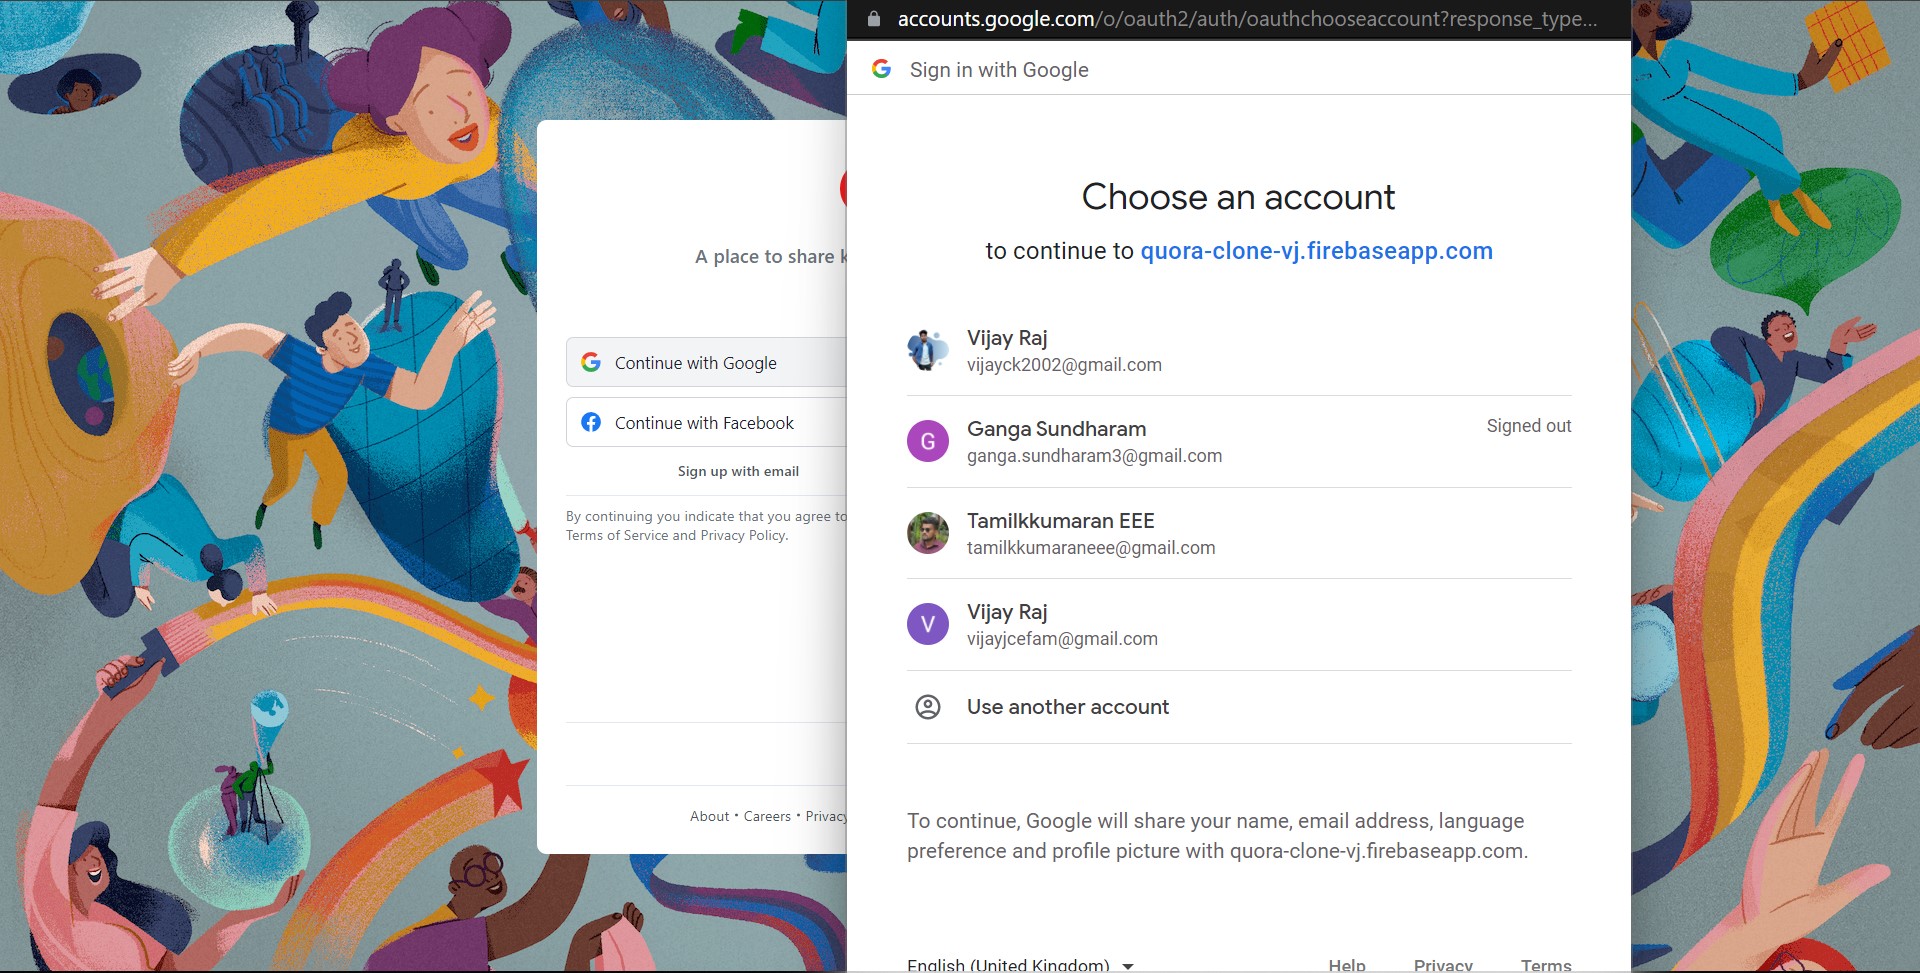 accounts.google.com/o/oauth2/auth/oauthchooseaccount?response_type...
Sign in with Google
Choose an account
to continue to quora-clone-vj.firebaseapp.com
Vijay Raj
vijayck2002@gmail.com
G
Ganga Sundharam
ganga.sundharam3@gmail.com
Signed out
Tamilkkumaran EEE
tamilkkumaraneee@gmail.com
V
Vijay Raj
vijayjcefam@gmail.com
Use another account
To continue, Google will share your name, email address, language
preference and profile picture with quora-clone-vj.firebaseapp.com.
English (United Kingdom)
Help
Privacy
Terms
A place to share
Continue with Google
Continue with Facebook
Sign up with email
By continuing you indicate that you agree to
Terms of Service and Privacy Policy.
About • Careers • Privacy